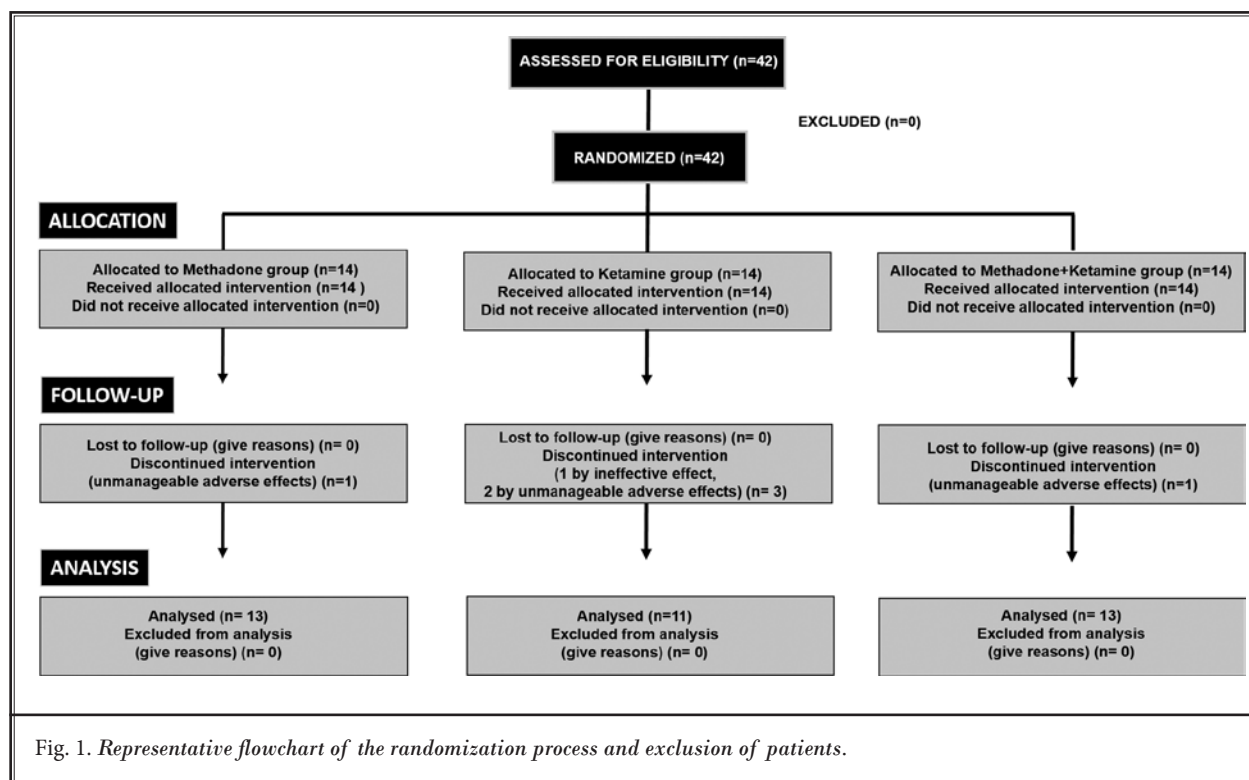 ASSESSED FOR ELIGIBILITY (n=42)
EXCLUDED (n=0)
RANDOMIZED (n=42)
ALLOCATION
Allocated to Methadone group (n=14)
Received allocated intervention (n=14 )
Did not receive allocated intervention (n=0)
Allocated to Ketamine group (n=14)
Received allocated intervention (n=14)
Did not receive allocated intervention (n=0)
Allocated to Methadone+Ketamine group (n=14)
Received allocated intervention (n=14)
Did not receive allocated intervention (n=0)
FOLLOW-UP
Lost to follow-up (give reasons) (n= 0)
Discontinued intervention
(unmanageable adverse effects) (n=1)
Lost to follow-up (give reasons) (n= 0)
Discontinued intervention
(1 by ineffective effect,
2 by unmanageable adverse effects) (n= 3)
Lost to follow-up (give reasons) (n= 0)
Discontinued intervention
(unmanageable adverse effects) (n=1)
ANALYSIS
Analysed (n= 13)
Excluded from analysis
(give reasons) (n= 0)
Analysed (n=11)
Excluded from analysis
(give reasons) (n= 0)
Analysed (n= 13)
Excluded from analysis
(give reasons) (n= 0)
Fig. 1. Representative flowchart of the randomization process and exclusion of patients.